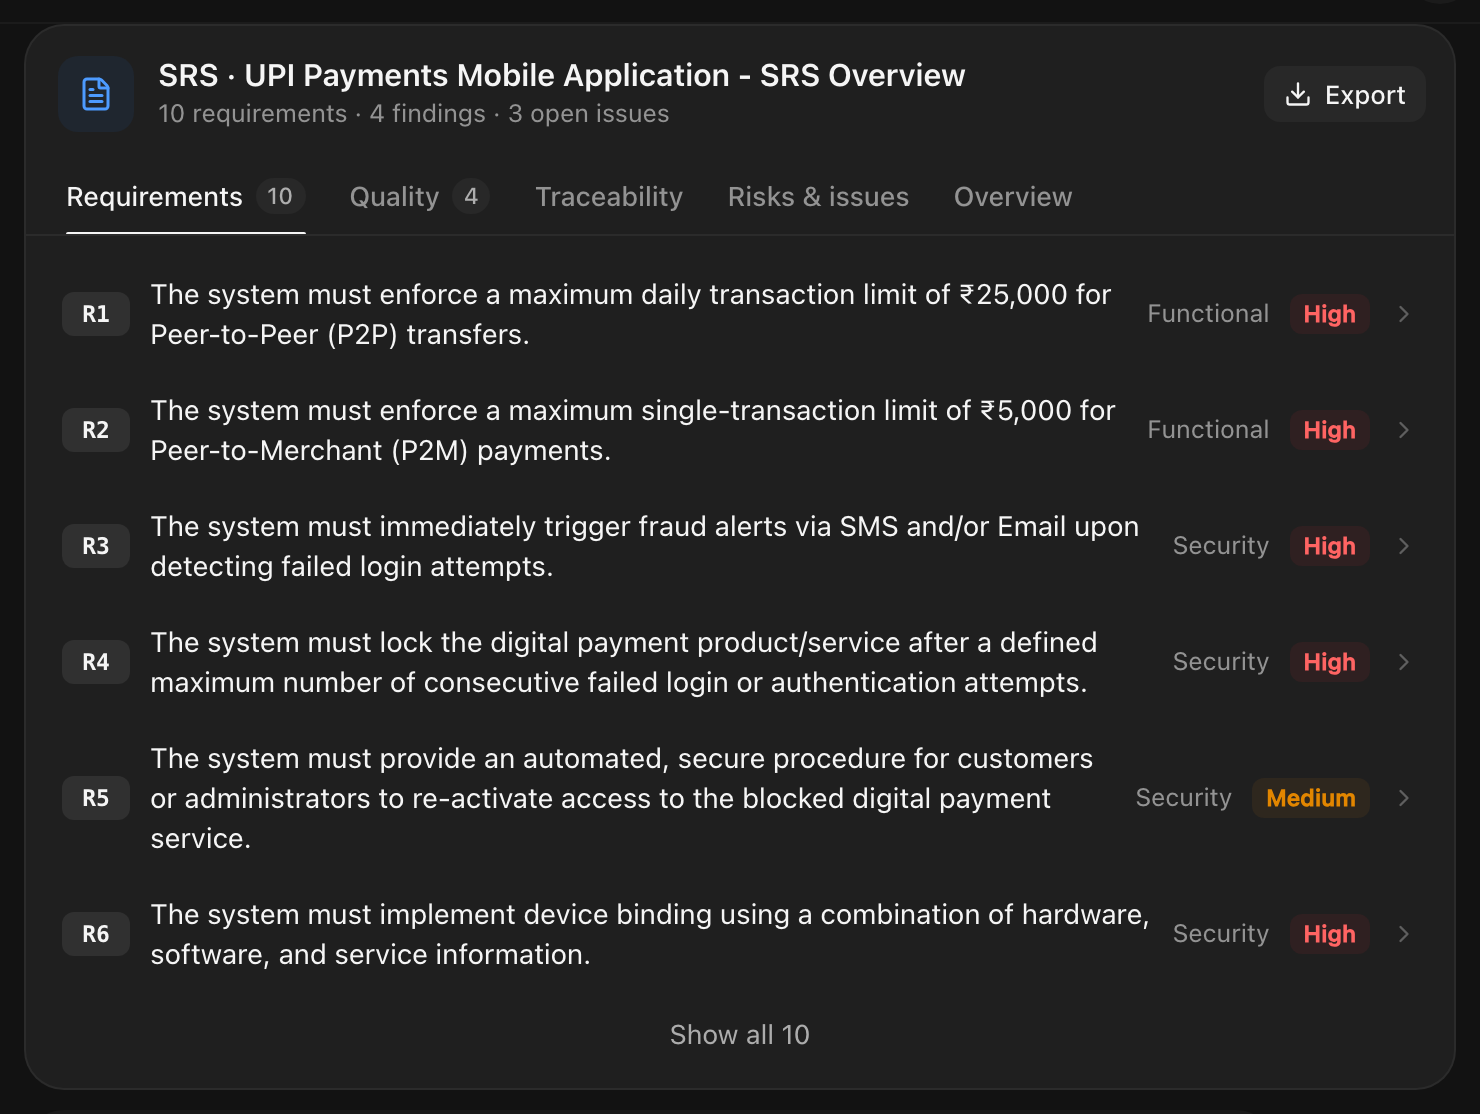 SRS · UPI Payments Mobile Application - SRS Overview
10 requirements · 4 findings · 3 open issues
Export
Requirements 10 Quality 4 Traceability Risks & issues Overview
R1
The system must enforce a maximum daily transaction limit of ₹25,000 for
Peer-to-Peer (P2P) transfers.
Functional High
R2
The system must enforce a maximum single-transaction limit of ₹5,000 for
Peer-to-Merchant (P2M) payments.
Functional High
R3
The system must immediately trigger fraud alerts via SMS and/or Email upon
detecting failed login attempts.
Security High
R4
The system must lock the digital payment product/service after a defined
maximum number of consecutive failed login or authentication attempts.
Security High
R5
The system must provide an automated, secure procedure for customers
or administrators to re-activate access to the blocked digital payment
service.
Security Medium
R6
The system must implement device binding using a combination of hardware,
software, and service information.
Security High
Show all 10